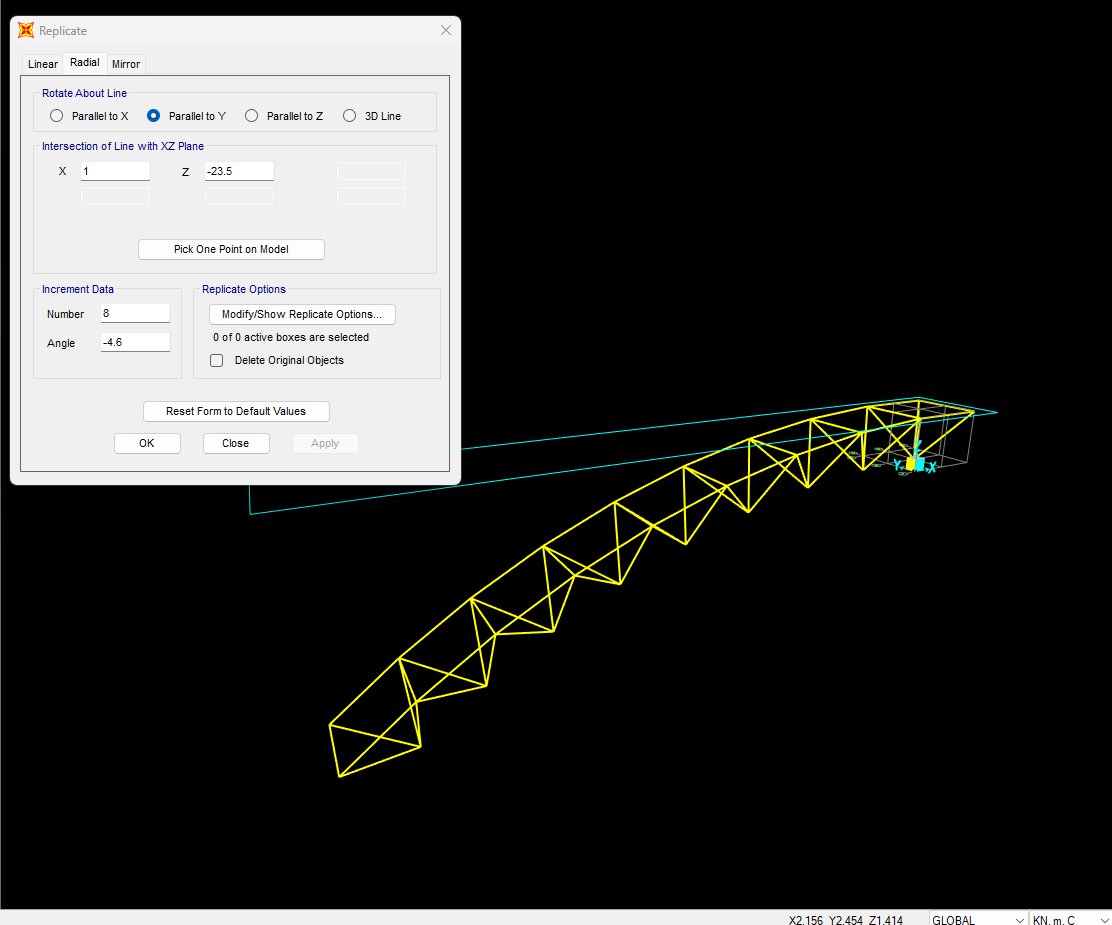 Replicate
Linear Radial Mirror
Rotate About Line
Parallel to X Parallel to Y Parallel to Z 3D Line
Intersection of Line with XZ Plane
X 1 Z -23.5
Pick One Point on Model
Increment Data
Number 8
Angle -4.6
Replicate Options
Modify/Show Replicate Options...
0 of 0 active boxes are selected
Delete Original Objects
Reset Form to Default Values
OK Close Apply
Z
Y X
X2.156 Y2.454 Z1.414 GLOBAL KN, m, C